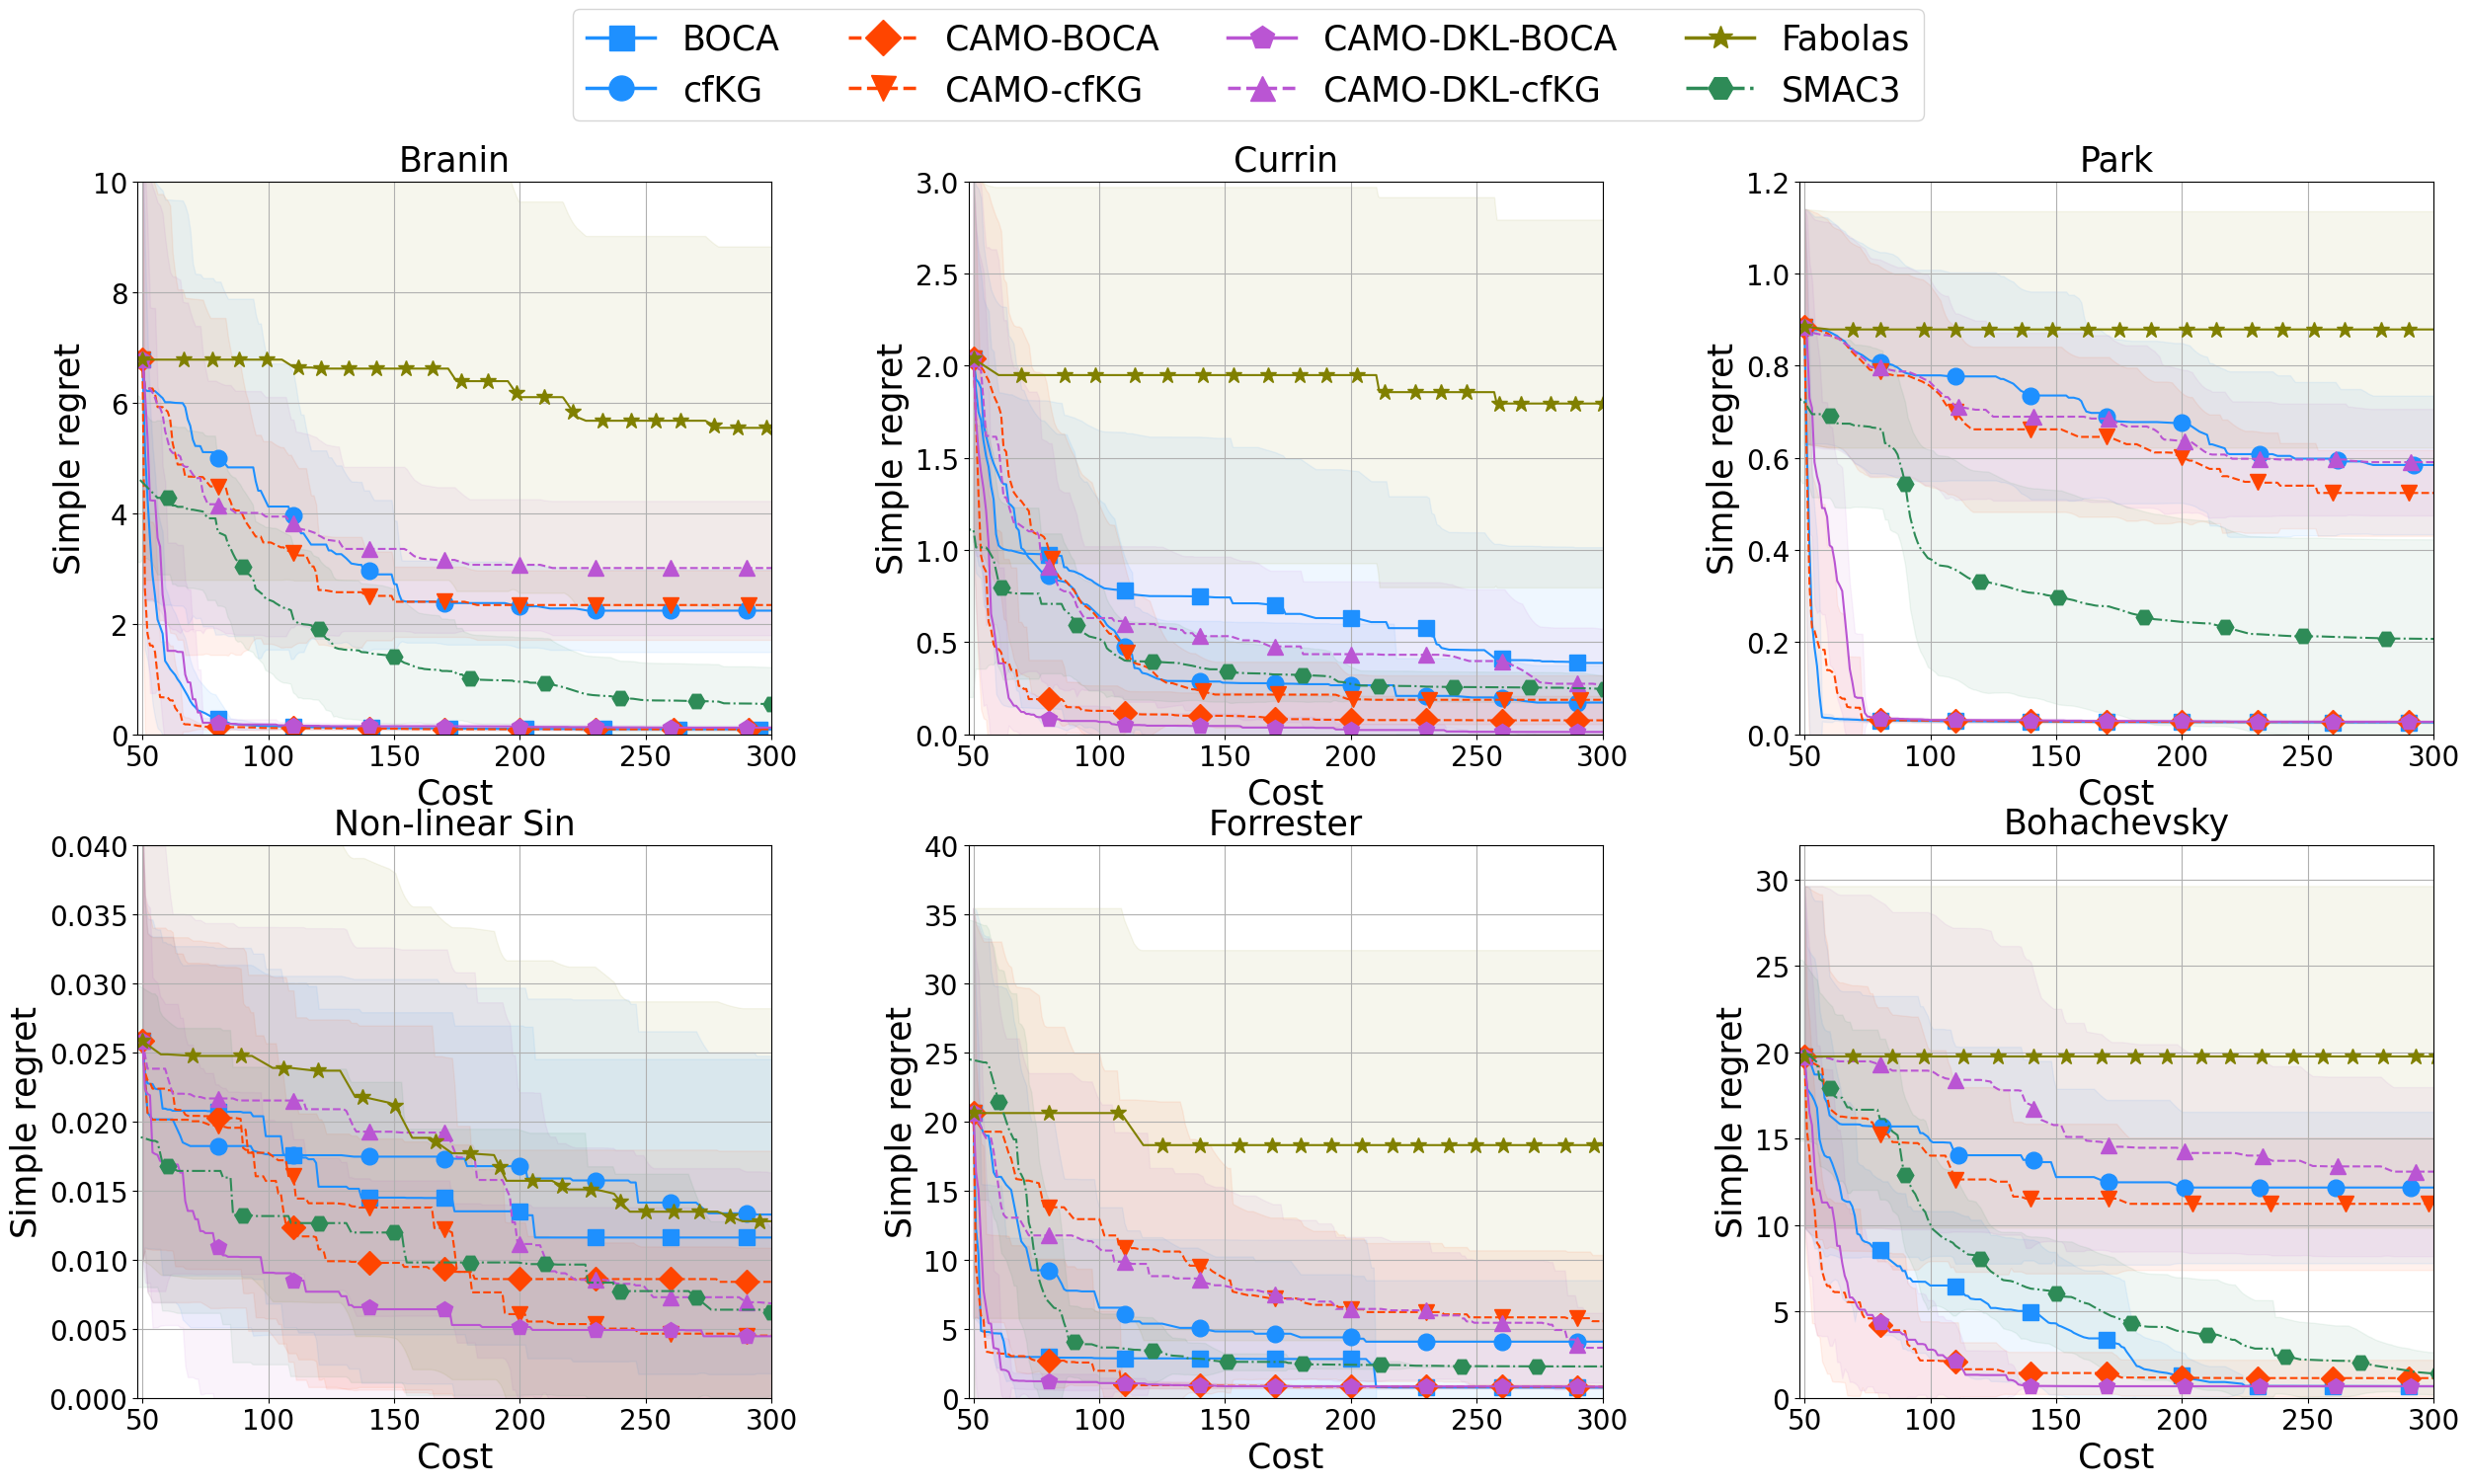 BOCA CAMO-BOCA CAMO-DKL-BOCA Fabolas
cfKG CAMO-cfKG CAMO-DKL-cfKG SMAC3
Branin
10
8
6
4
2
0
50 100 150 200 250 300
Simple regret
Cost
Currin
3.0
2.5
2.0
1.5
1.0
0.5
0.0
50 100 150 200 250 300
Simple regret
Cost
Park
1.2
1.0
0.8
0.6
0.4
0.2
0.0
50 100 150 200 250 300
Simple regret
Cost
Non-linear Sin
0.040
0.035
0.030
0.025
0.020
0.015
0.010
0.005
0.000
50 100 150 200 250 300
Simple regret
Cost
Forrester
40
35
30
25
20
15
10
5
0
50 100 150 200 250 300
Simple regret
Cost
Bohachevsky
30
25
20
15
10
5
0
50 100 150 200 250 300
Simple regret
Cost